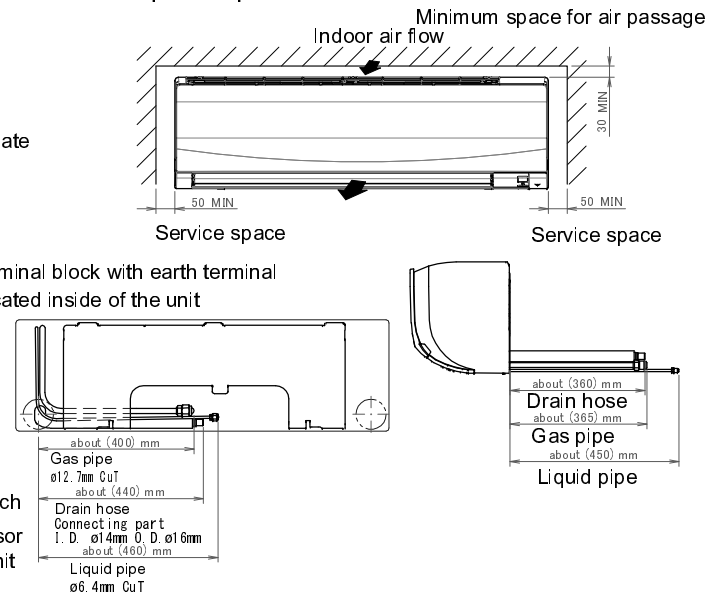 Minimum space for air passage
Indoor air flow
30 MIN
ate
50 MIN
50 MIN
Service space
Service space
minal block with earth terminal
cated inside of the unit
about (360) mm
Drain hose
about (365) mm
Gas pipe
about (450) mm
Liquid pipe
about (400) mm
Gas pipe
ø12.7mm CuT
about (440) mm
ch
Drain hose
Connecting part
I.D. ø14mm O.D.ø16mm
sor
about (460) mm
nit
Liquid pipe
ø6.4mm CuT